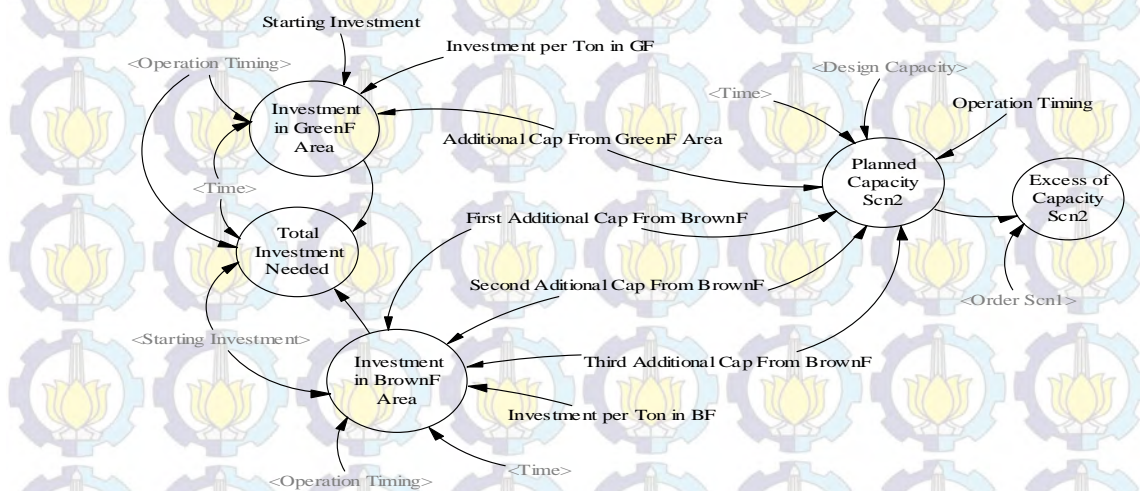 Starting Investment
Investment per Ton in GF
<Operation Timing>
<Design Capacity>
<Time>
Operation Timing
Investment
in GreenF
Area
Additional Cap From GreenF Area
Planned
Capacity
Scn2
Excess of
Capacity
Scn2
<Time>
First Additional Cap From BrownF
Total
Investment
Needed
Second Aditional Cap From BrownF
<Order Scn1>
<Starting Investment>
Third Additional Cap From BrownF
Investment
in BrownF
Area
Investment per Ton in BF
<Time>
<Operation Timing>